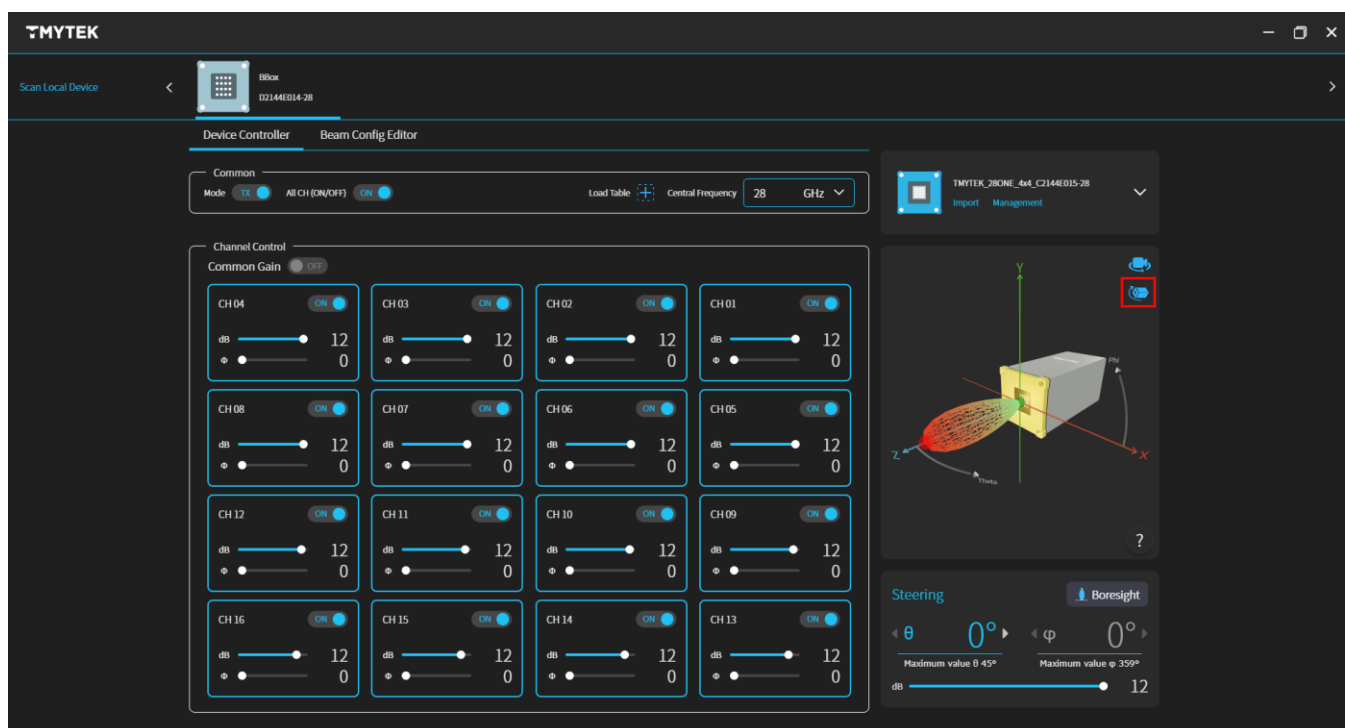 TMYTEK
Scan Local Device
BBox
D2144E014-28
Device Controller Beam Config Editor
Common
Mode TX All CH (ON/OFF) ON Load Table Central Frequency 28 GHz
TMYTEK_28ONE_4x4_C2144E015-28
Import Management
Channel Control
Common Gain OFF
CH 04 ON CH 03 ON CH 02 ON CH 01 ON
dB 12 dB 12 dB 12 dB 12
Φ 0 Φ 0 Φ 0 Φ 0
CH 08 ON CH 07 ON CH 06 ON CH 05 ON
dB 12 dB 12 dB 12 dB 12
Φ 0 Φ 0 Φ 0 Φ 0
CH 12 ON CH 11 ON CH 10 ON CH 09 ON
dB 12 dB 12 dB 12 dB 12
Φ 0 Φ 0 Φ 0 Φ 0
CH 16 ON CH 15 ON CH 14 ON CH 13 ON
dB 12 dB 12 dB 12 dB 12
Φ 0 Φ 0 Φ 0 Φ 0
Y
Phi
Z
X
Theta
?
Steering Boresight
θ 0° φ 0°
Maximum value θ 45° Maximum value φ 359°
dB 12